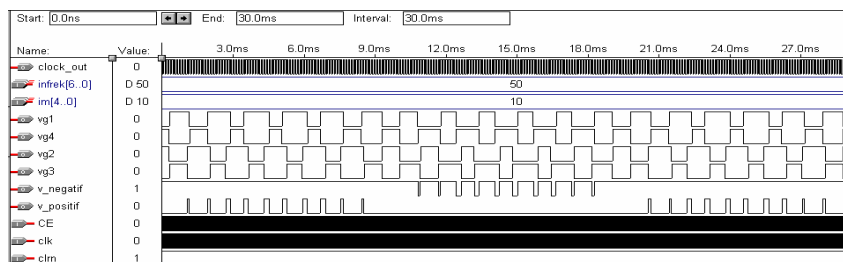 Start: 0.0ns End: 30.0ms Interval: 30.0ms
Name: Value: 3.0ms 6.0ms 9.0ms 12.0ms 15.0ms 18.0ms 21.0ms 24.0ms 27.0ms
clock_out 0
infrek[6..0] D 50 50
im[4..0] D 10 10
vg1 0
vg4 0
vg2 0
vg3 0
v_negatif 1
v_positif 0
CE 0
clk 0
clrn 1